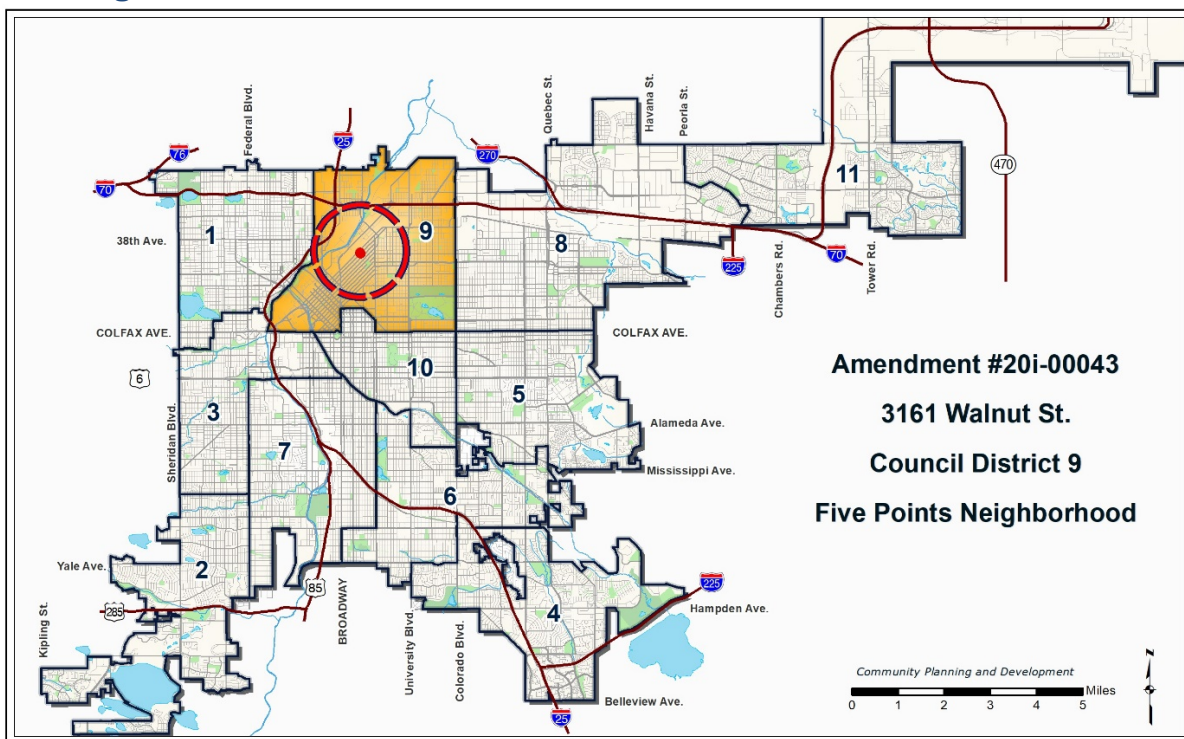 Federal Blvd.
Quebec St.
Havana St.
Peoria St.
76
25
270
70
470
11
1
9
8
38th Ave.
225
70
Chambers Rd.
Tower Rd.
COLFAX AVE.
COLFAX AVE.
10
6
3
5
Sheridan Blvd.
7
Alameda Ave.
Mississippi Ave.
6
Amendment #20i-00043
3161 Walnut St.
Council District 9
Five Points Neighborhood
Yale Ave.
2
85
285
BROADWAY
University Blvd.
Colorado Blvd.
4
225
Hampden Ave.
Kipling St.
25
Belleview Ave.
Community Planning and Development
Miles
0 1 2 3 4 5
N